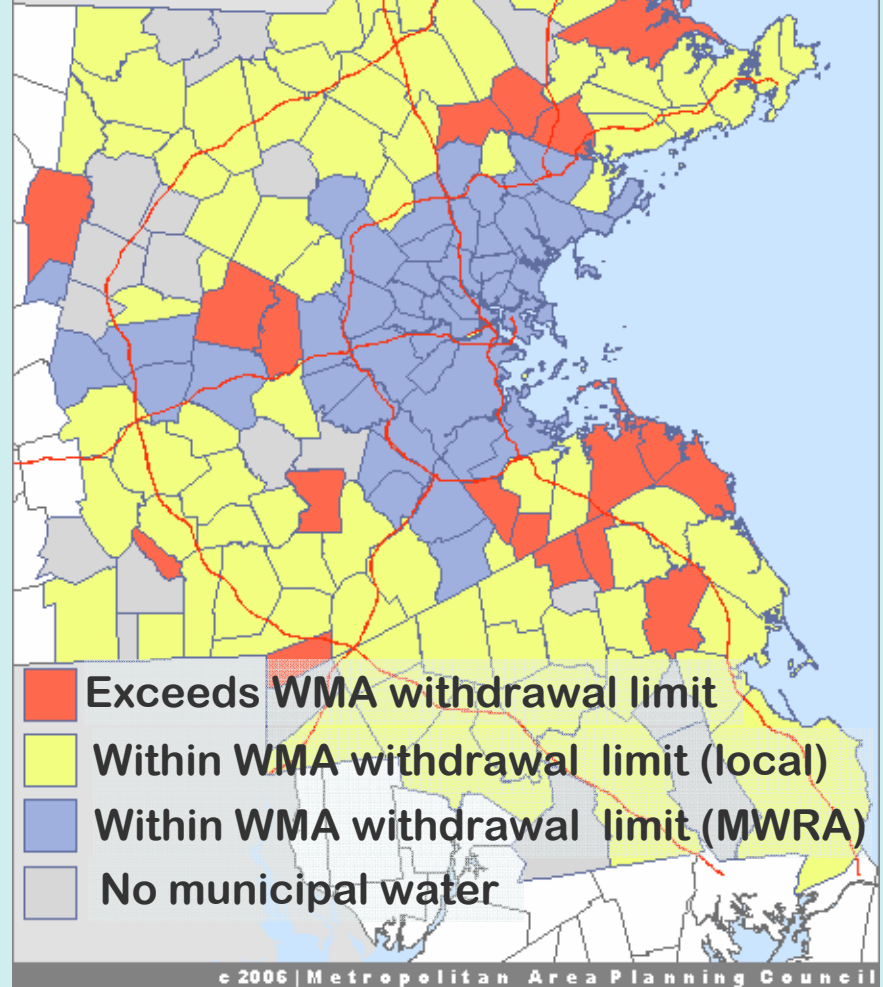 Exceeds WMA withdrawal limit
Within WMA withdrawal limit (local)
Within WMA withdrawal limit (MWRA)
No municipal water
c 2006 | Metropolitan Area Planning Council